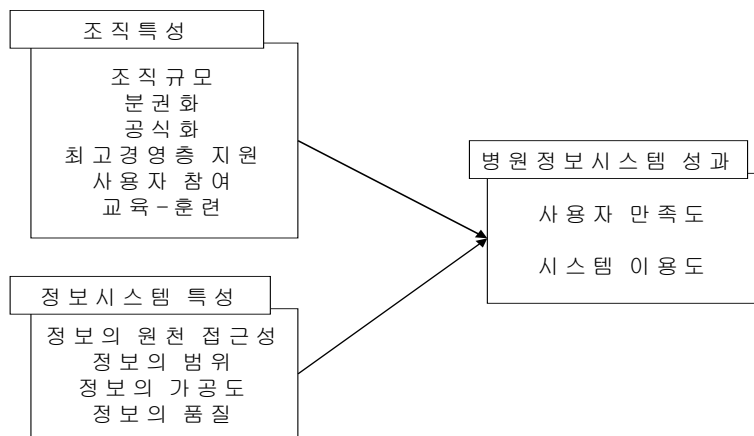 조직특성
조직규모
분권화
공식화
최고경영층 지원
사용자 참여
교육-훈련
정보시스템 특성
정보의 원천 접근성
정보의 범위
정보의 가공도
정보의 품질
병원정보시스템 성과
사용자 만족도
시스템 이용도